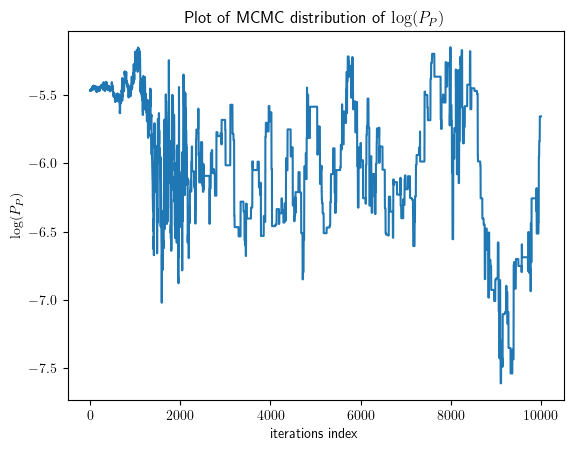 Plot of MCMC distribution of log(P_P)
log(P_P)
−5.5
−6.0
−6.5
−7.0
−7.5
0 2000 4000 6000 8000 10000
iterations index